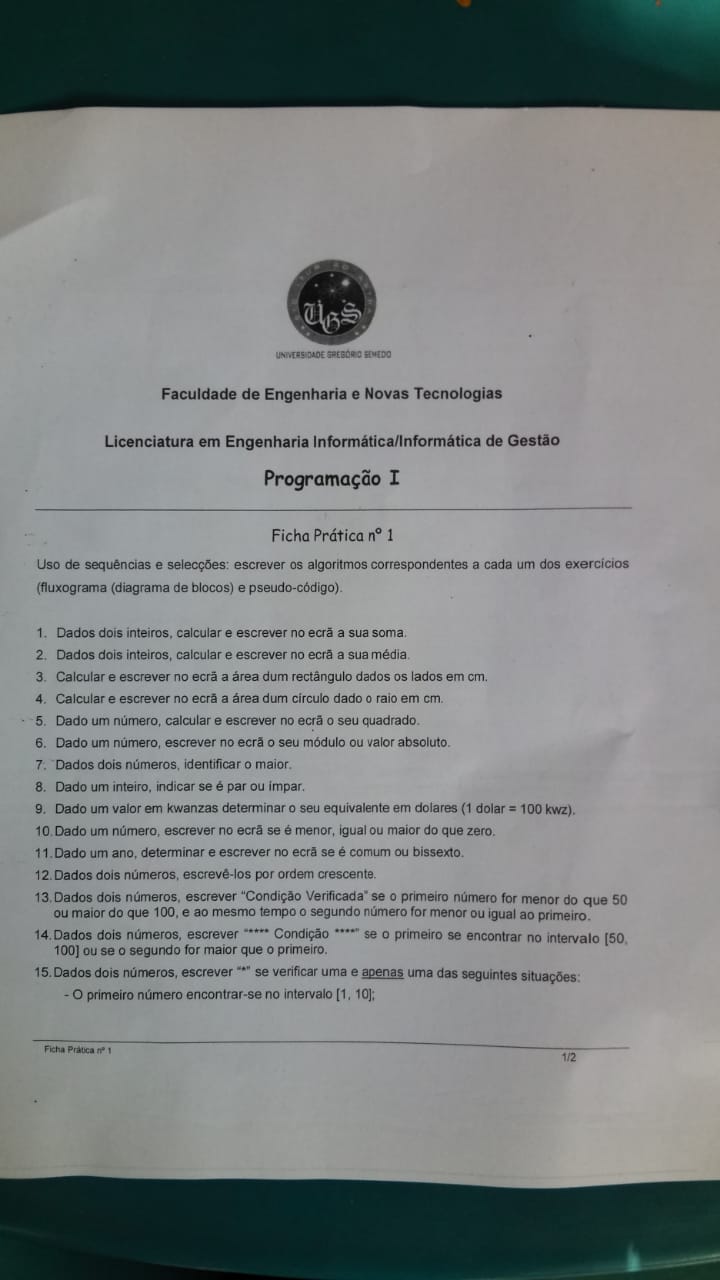 UGS
UNIVERSIDADE GREGÓRIO SEMEDO
Faculdade de Engenharia e Novas Tecnologias
Licenciatura em Engenharia Informática/Informática de Gestão
Programação I
Ficha Prática nº 1
Uso de sequências e selecções: escrever os algoritmos correspondentes a cada um dos exercícios
(fluxograma (diagrama de blocos) e pseudo-código).
1. Dados dois inteiros, calcular e escrever no ecrã a sua soma.
2. Dados dois inteiros, calcular e escrever no ecrã a sua média.
3. Calcular e escrever no ecrã a área dum rectângulo dados os lados em cm.
4. Calcular e escrever no ecrã a área dum círculo dado o raio em cm.
5. Dado um número, calcular e escrever no ecrã o seu quadrado.
6. Dado um número, escrever no ecrã o seu módulo ou valor absoluto.
7. Dados dois números, identificar o maior.
8. Dado um inteiro, indicar se é par ou ímpar.
9. Dado um valor em kwanzas determinar o seu equivalente em dolares (1 dolar = 100 kwz).
10. Dado um número, escrever no ecrã se é menor, igual ou maior do que zero.
11. Dado um ano, determinar e escrever no ecrã se é comum ou bissexto.
12. Dados dois números, escrevê-los por ordem crescente.
13. Dados dois números, escrever "Condição Verificada" se o primeiro número for menor do que 50
ou maior do que 100, e ao mesmo tempo o segundo número for menor ou igual ao primeiro.
14. Dados dois números, escrever "**** Condição ****" se o primeiro se encontrar no intervalo [50,
100] ou se o segundo for maior que o primeiro.
15. Dados dois números, escrever "*" se verificar uma e apenas uma das seguintes situações:
- O primeiro número encontrar-se no intervalo [1, 10];
Ficha Prática nº 1
1/2